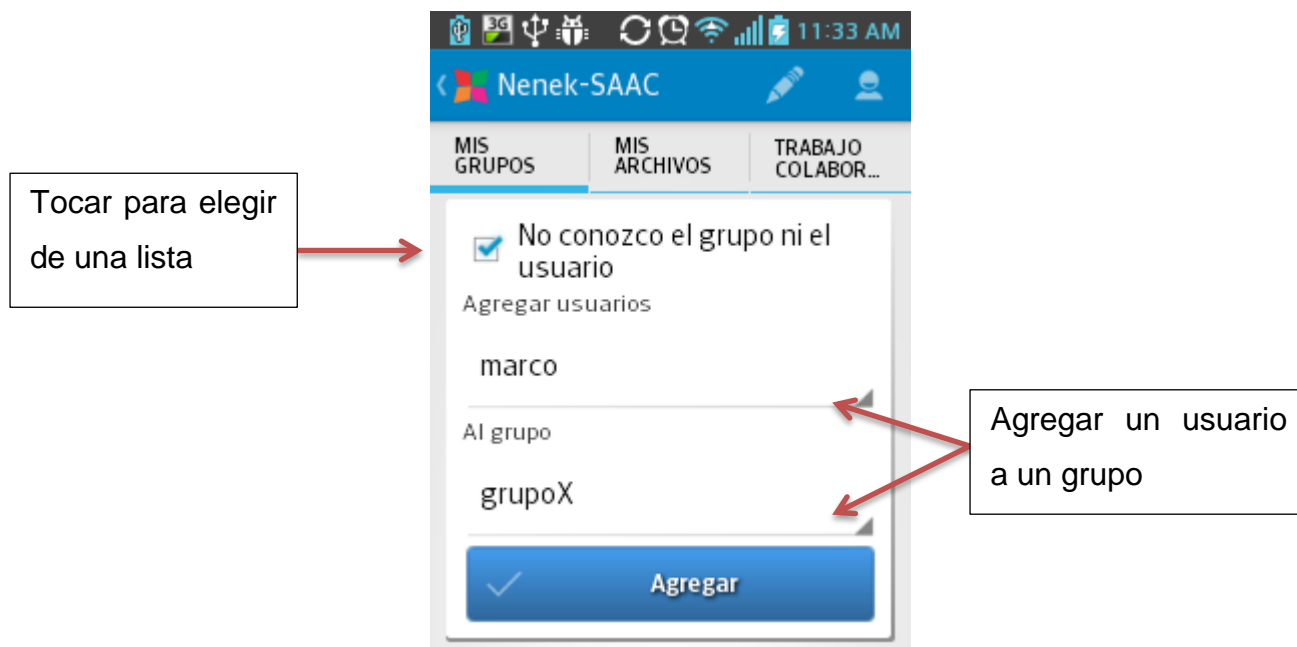 3G 11:33 AM
Nenek-SAAC
MIS
GRUPOS
MIS
ARCHIVOS
TRABAJO
COLABOR...
Tocar para elegir
de una lista
No conozco el grupo ni el
usuario
Agregar usuarios
marco
Al grupo
grupoX
Agregar un usuario
a un grupo
Agregar